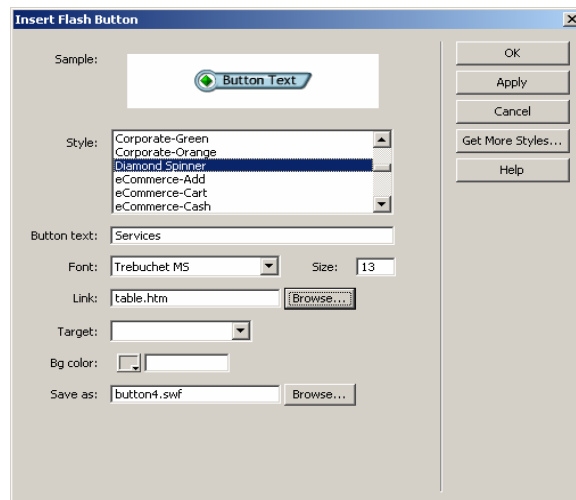 Insert Flash Button
Sample:
Button Text
Style:
Corporate-Green
Corporate-Orange
Diamond Spinner
eCommerce-Add
eCommerce-Cart
eCommerce-Cash
Button text: Services
Font: Trebuchet MS Size: 13
Link: table.htm Browse...
Target:
Bg color:
Save as: button4.swf Browse...
OK
Apply
Cancel
Get More Styles...
Help